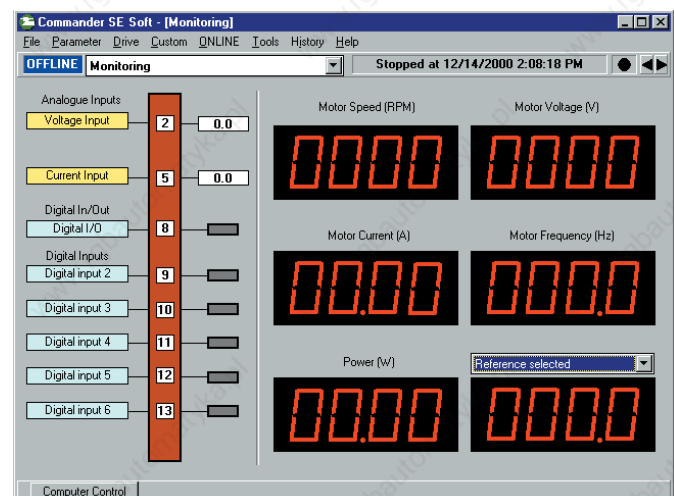 Commander SE Soft - [Monitoring]
File Parameter Drive Custom ONLINE Tools History Help
OFFLINE Monitoring Stopped at 12/14/2000 2:08:18 PM
Analogue Inputs
Voltage Input 2 0.0
Current Input 5 0.0
Digital In/Out
Digital I/O 8
Digital Inputs
Digital input 2 9
Digital input 3 10
Digital input 4 11
Digital input 5 12
Digital input 6 13
Motor Speed (RPM) Motor Voltage (V)
0000 0000
Motor Current (A) Motor Frequency (Hz)
00.00 000.0
Power (W) Reference selected
00.00 000.0
Computer Control